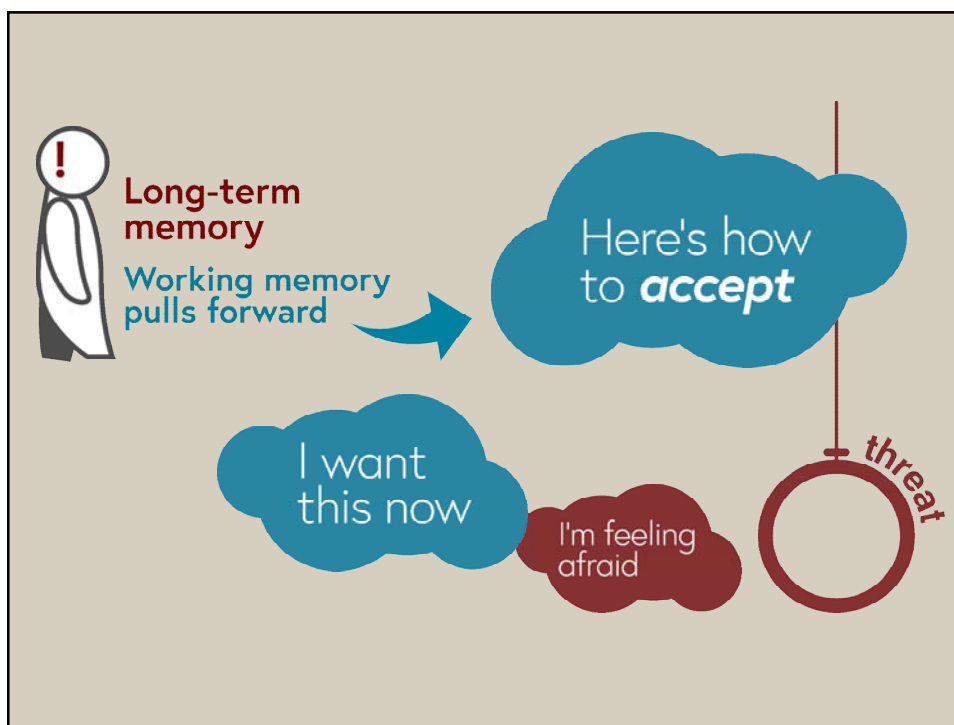 !
Long-term
memory
Working memory
pulls forward
Here's how
to accept
I want
this now
I'm feeling
afraid
threat